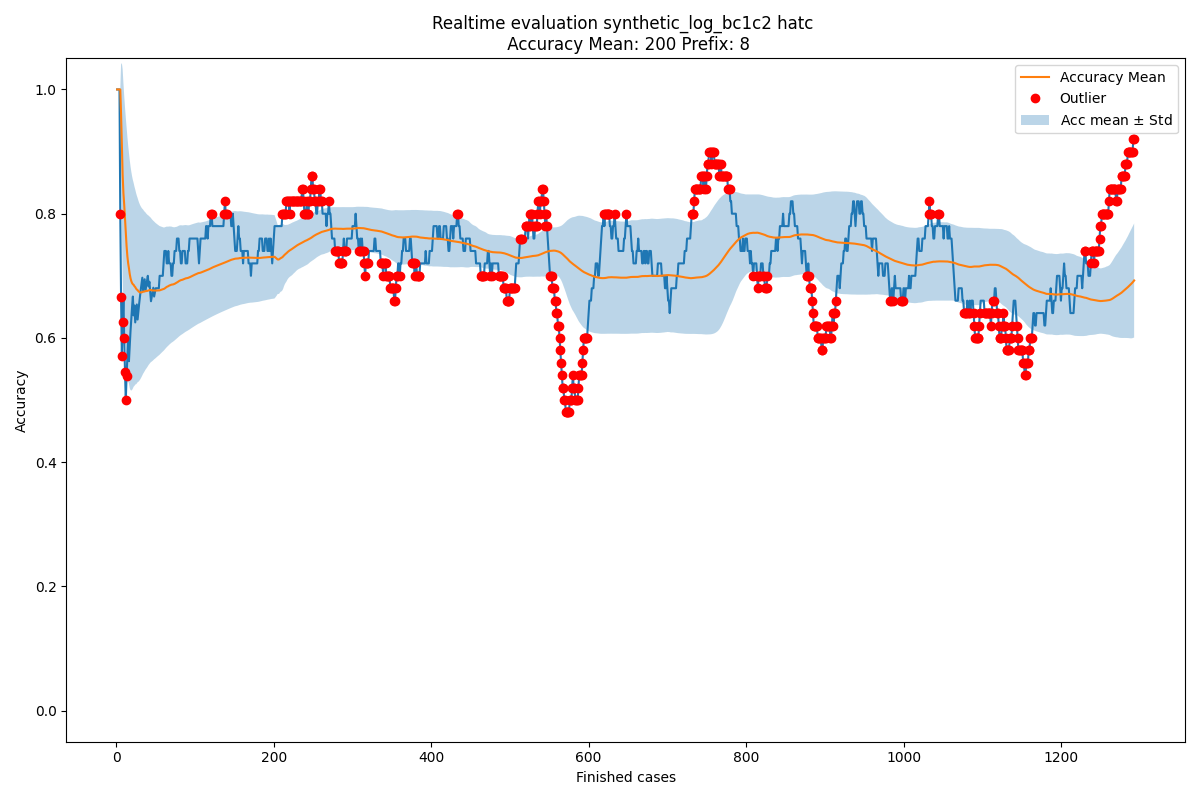 Realtime evaluation synthetic_log_bc1c2 hatc
Accuracy Mean: 200 Prefix: 8
Accuracy Mean
Outlier
Acc mean ± Std
1.0
0.8
0.6
0.4
0.2
0.0
Accuracy
0
200
400
600
800
1000
1200
Finished cases